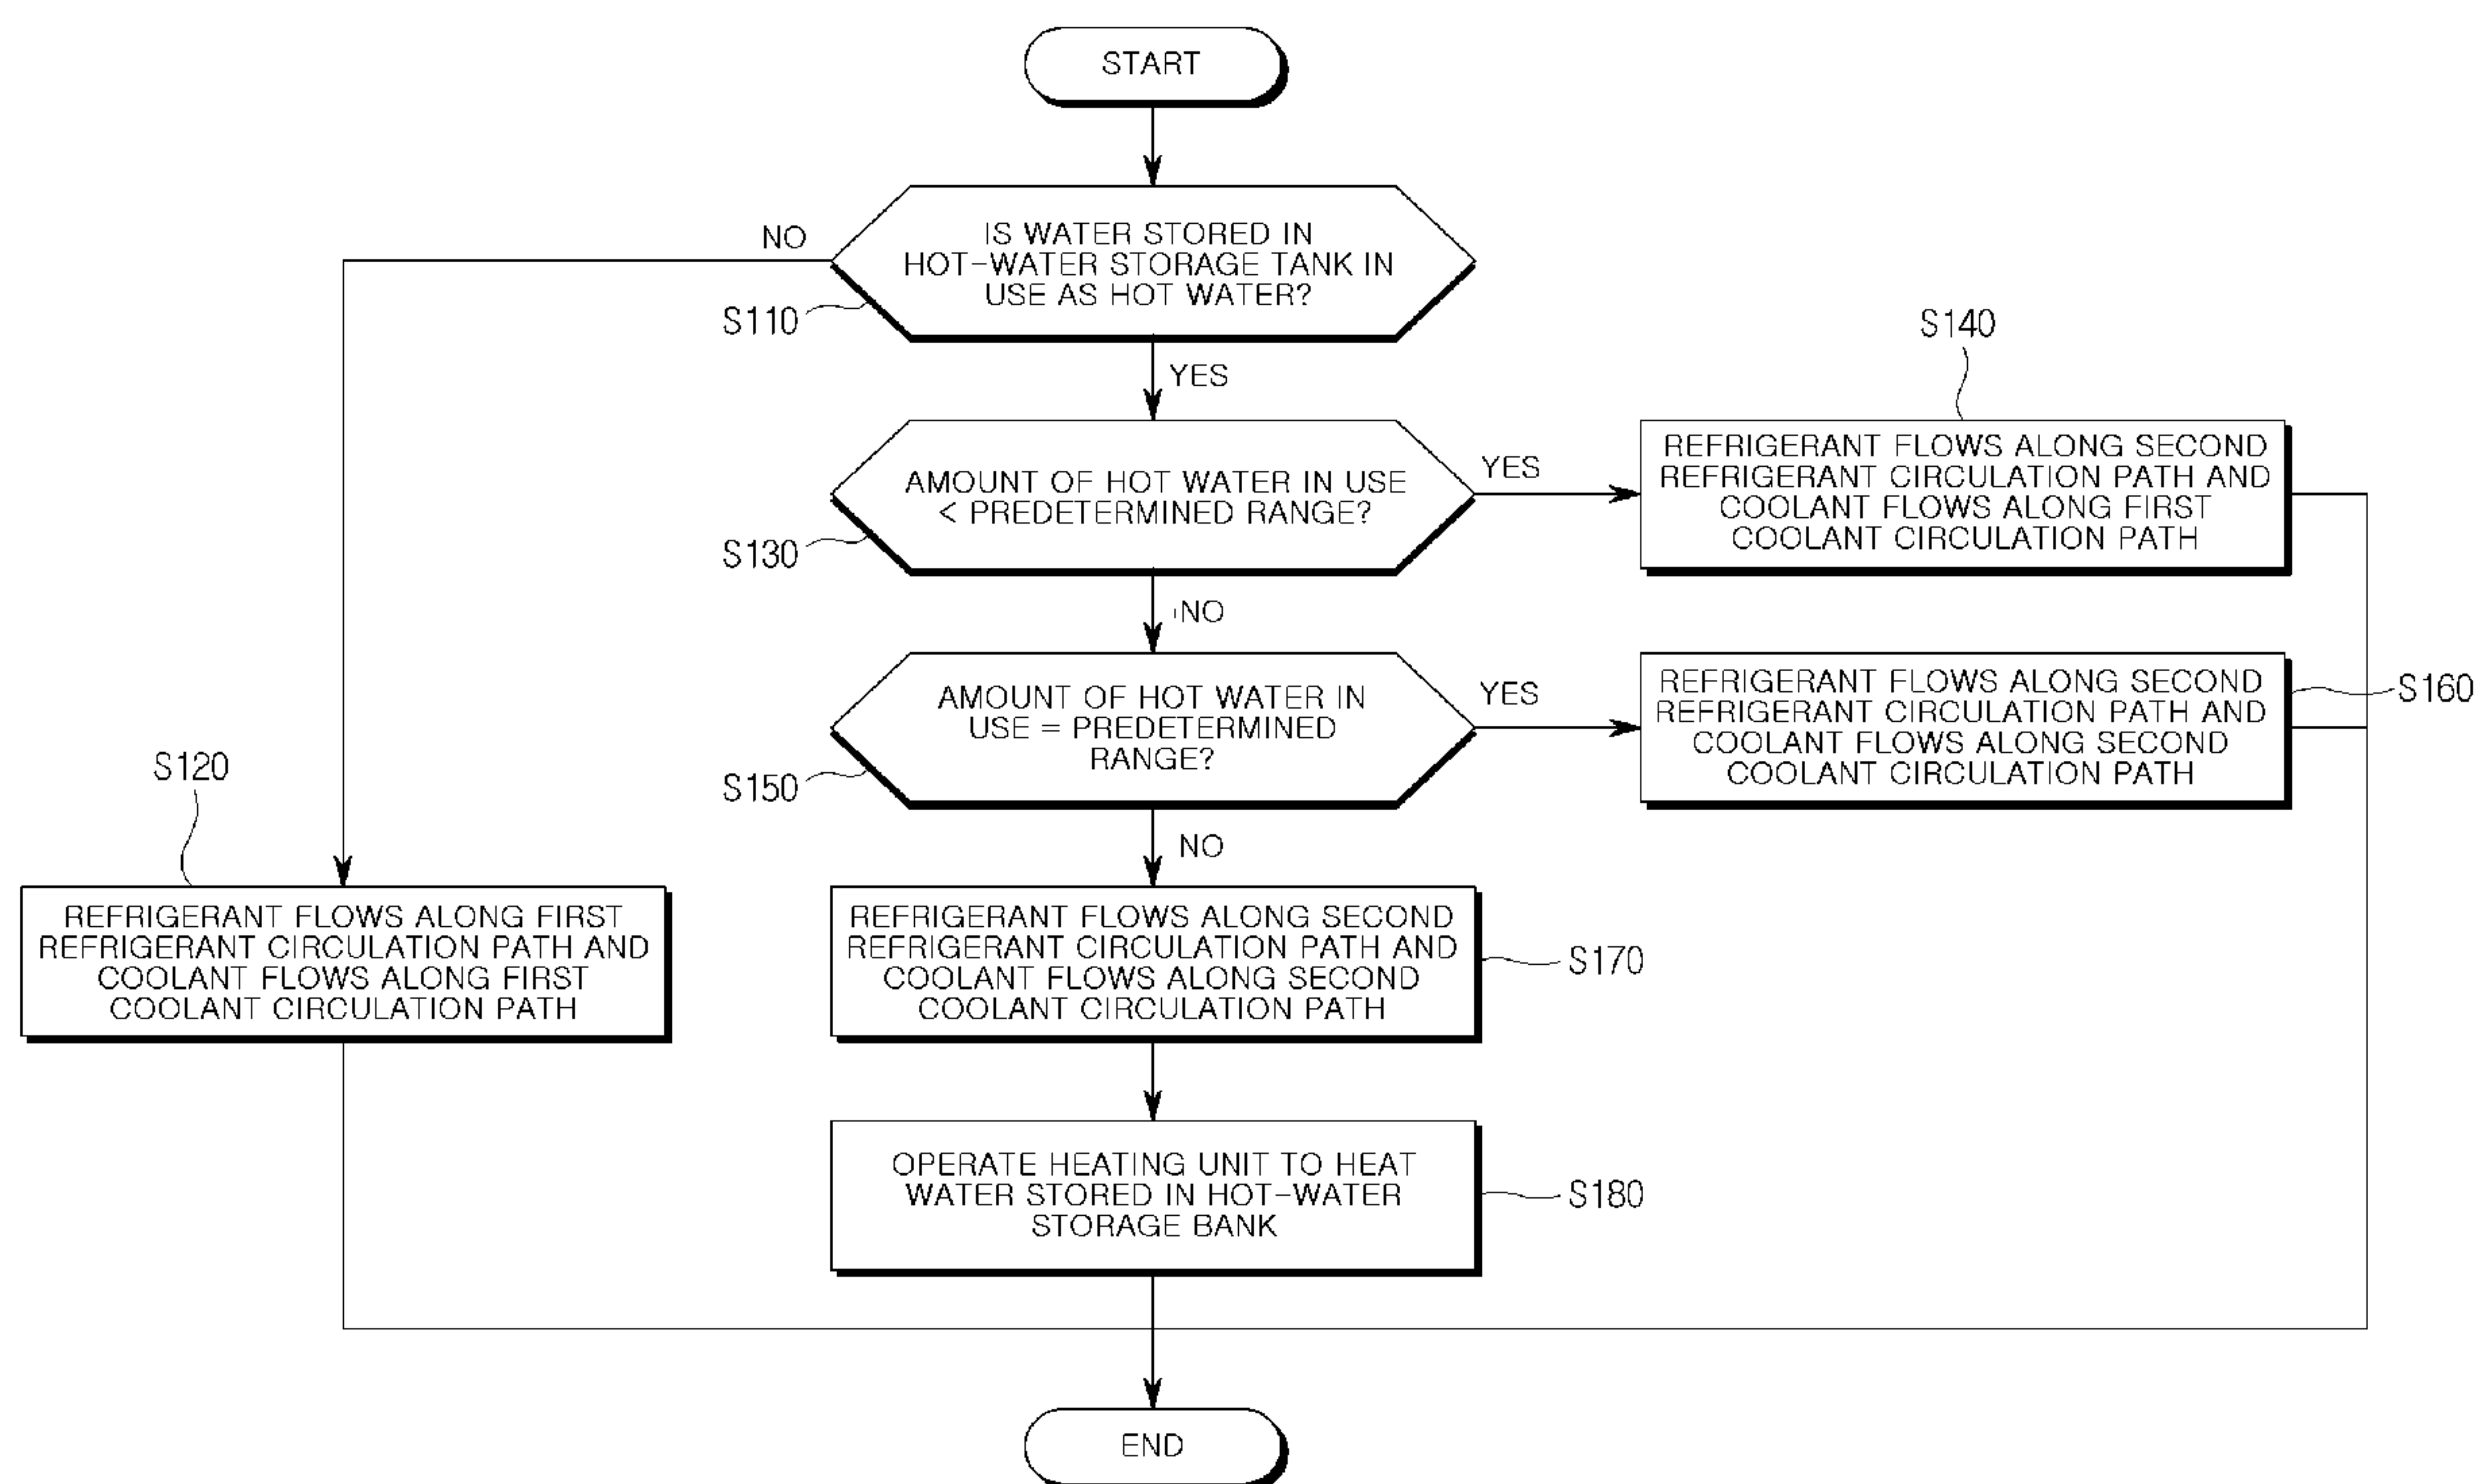 START
NO
IS WATER STORED IN
HOT-WATER STORAGE TANK IN
USE AS HOT WATER?
S110
YES
S140
AMOUNT OF HOT WATER IN USE
< PREDETERMINED RANGE?
S130
YES
REFRIGERANT FLOWS ALONG SECOND
REFRIGERANT CIRCULATION PATH AND
COOLANT FLOWS ALONG FIRST
COOLANT CIRCULATION PATH
NO
AMOUNT OF HOT WATER IN
USE = PREDETERMINED
RANGE?
S150
YES
REFRIGERANT FLOWS ALONG SECOND
REFRIGERANT CIRCULATION PATH AND
COOLANT FLOWS ALONG SECOND
COOLANT CIRCULATION PATH
S160
S120
NO
REFRIGERANT FLOWS ALONG FIRST
REFRIGERANT CIRCULATION PATH AND
COOLANT FLOWS ALONG FIRST
COOLANT CIRCULATION PATH
REFRIGERANT FLOWS ALONG SECOND
REFRIGERANT CIRCULATION PATH AND
COOLANT FLOWS ALONG SECOND
COOLANT CIRCULATION PATH
S170
OPERATE HEATING UNIT TO HEAT
WATER STORED IN HOT-WATER
STORAGE BANK
S180
END